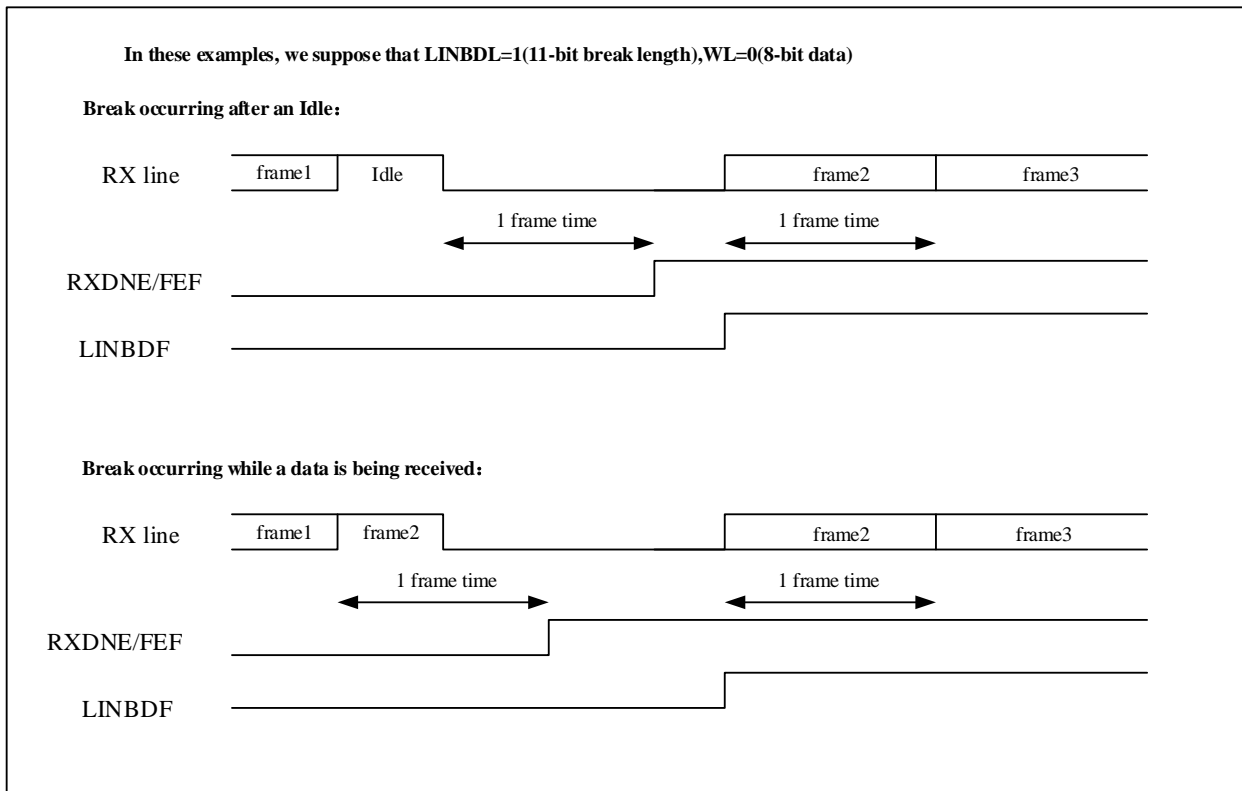 In these examples, we suppose that LINBDL=1(11-bit break length),WL=0(8-bit data)
Break occurring after an Idle：
RX line frame1 Idle frame2 frame3
1 frame time 1 frame time
RXDNE/FEF
LINBDF
Break occurring while a data is being received：
RX line frame1 frame2 frame2 frame3
1 frame time 1 frame time
RXDNE/FEF
LINBDF